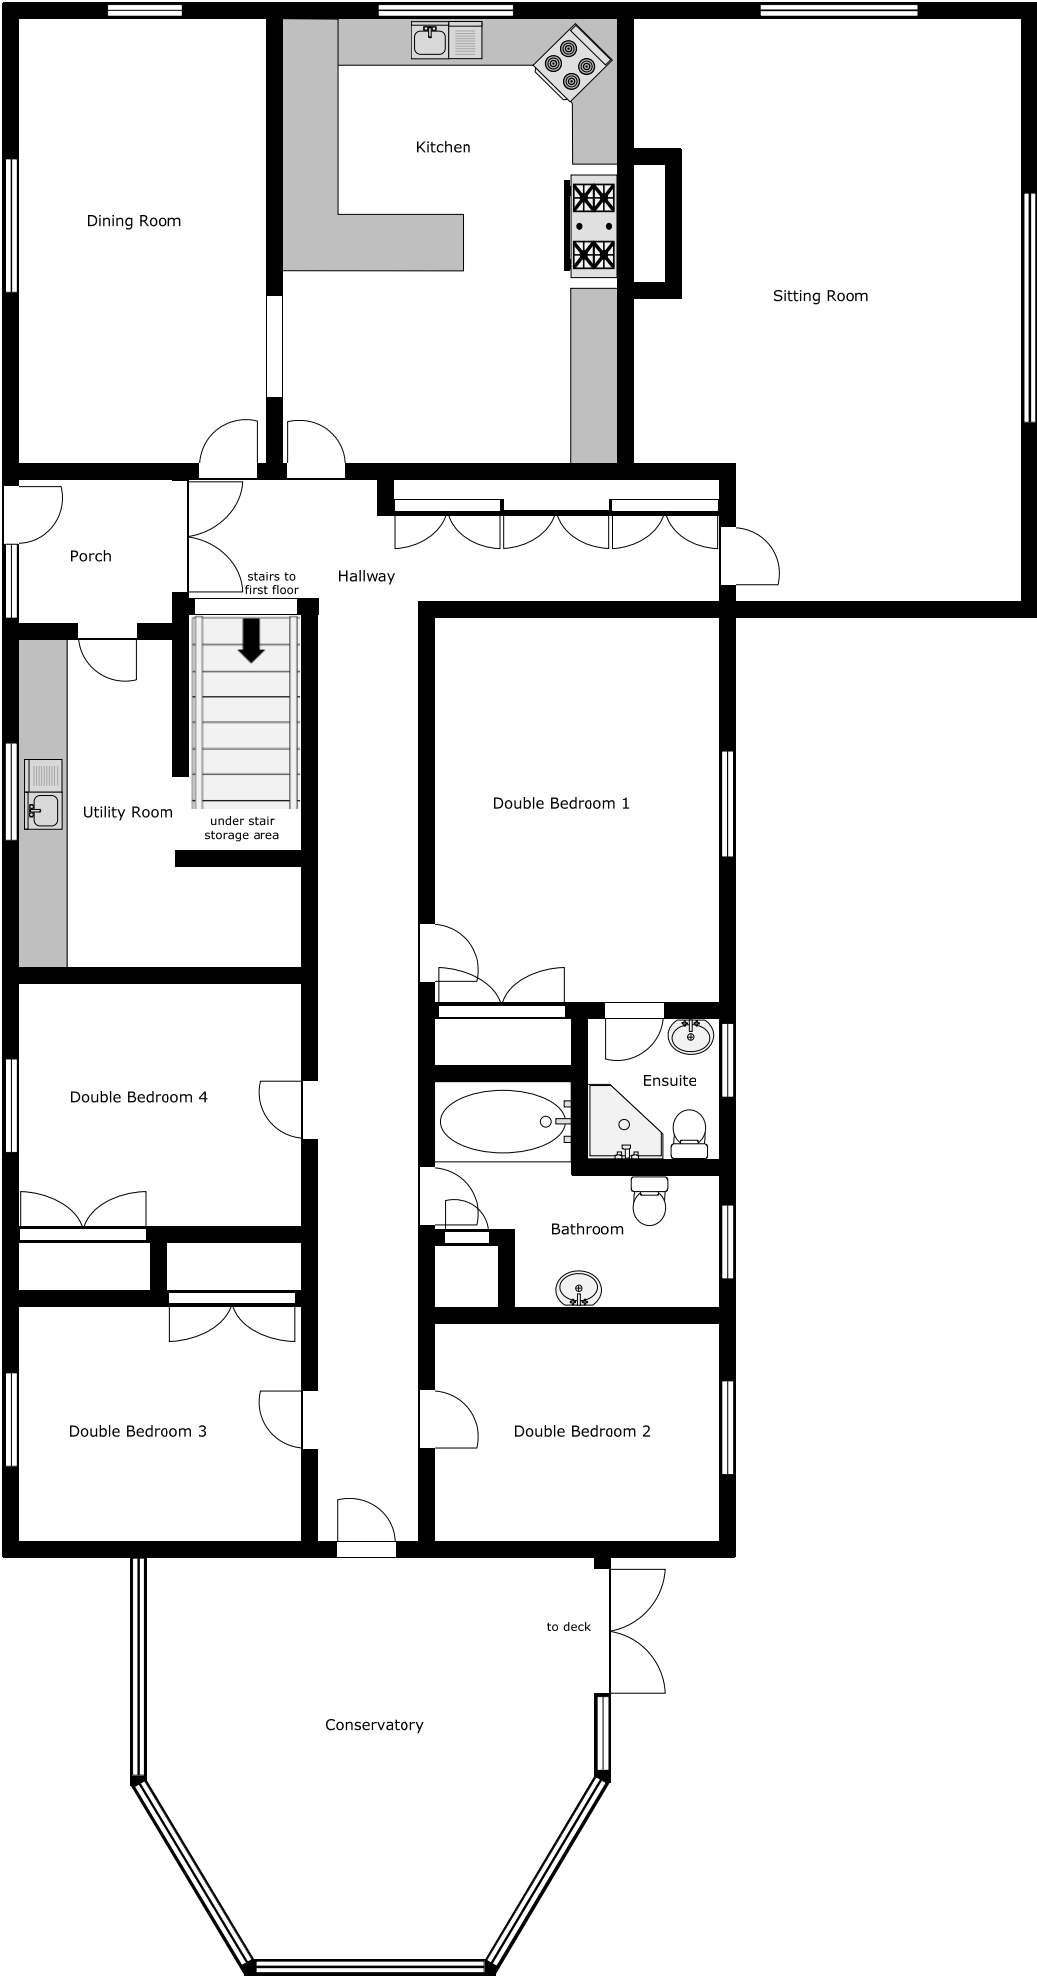 Kitchen
Dining Room
Sitting Room
Porch
Hallway
stairs to
first floor
Double Bedroom 1
Utility Room
under stair
storage area
Ensuite
Double Bedroom 4
Bathroom
Double Bedroom 3
Double Bedroom 2
to deck
Conservatory